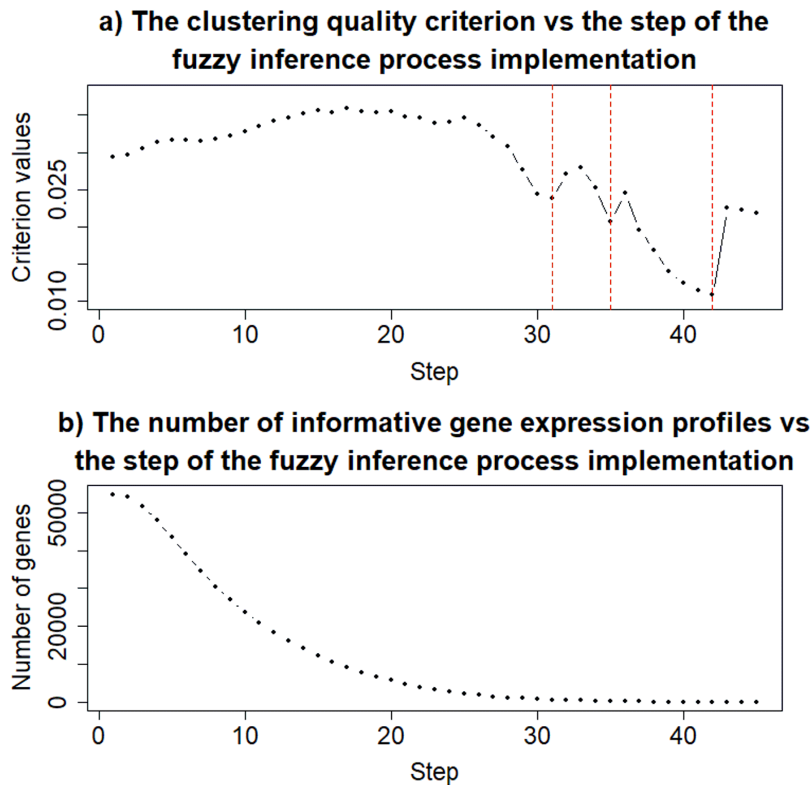 a) The clustering quality criterion vs the step of the
fuzzy inference process implementation
Criterion values
0.025
0.010
0 10 20 30 40
Step
b) The number of informative gene expression profiles vs
the step of the fuzzy inference process implementation
Number of genes
50000
20000
0
0 10 20 30 40
Step